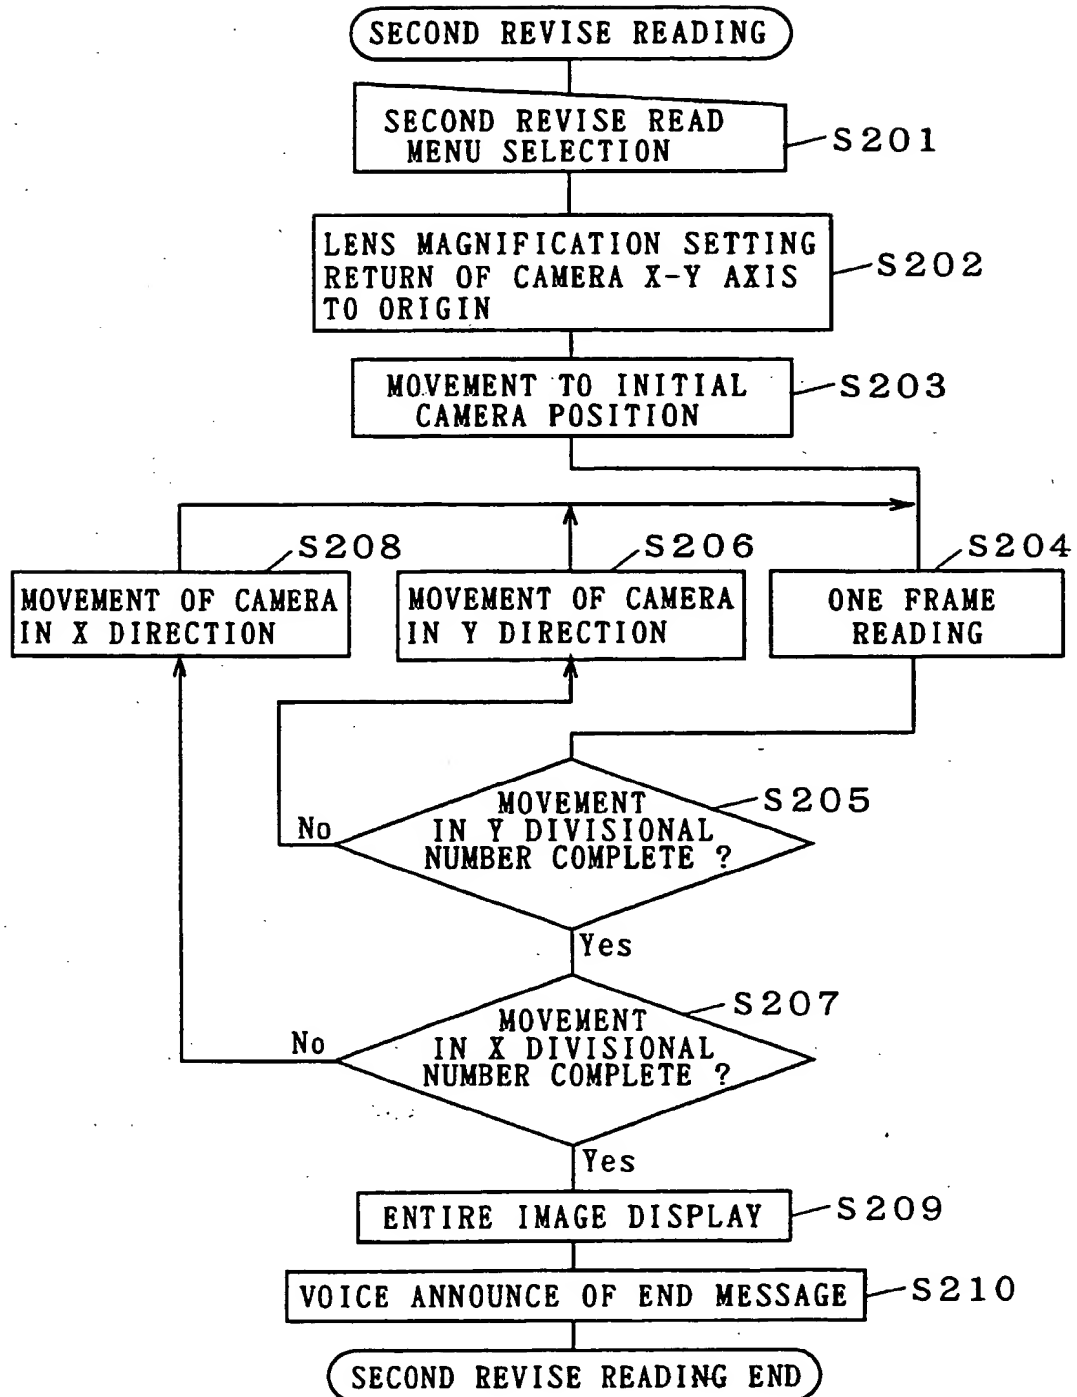 SECOND REVISE READING
SECOND REVISE READ
MENU SELECTION
S201
LENS MAGNIFICATION SETTING
RETURN OF CAMERA X-Y AXIS
TO ORIGIN
S202
MOVEMENT TO INITIAL
CAMERA POSITION
S203
S208
MOVEMENT OF CAMERA
IN X DIRECTION
S206
MOVEMENT OF CAMERA
IN Y DIRECTION
S204
ONE FRAME
READING
MOVEMENT
IN Y DIVISIONAL
NUMBER COMPLETE ?
S205
No
Yes
MOVEMENT
IN X DIVISIONAL
NUMBER COMPLETE ?
S207
No
Yes
ENTIRE IMAGE DISPLAY
S209
VOICE ANNOUNCE OF END MESSAGE
S210
SECOND REVISE READING END